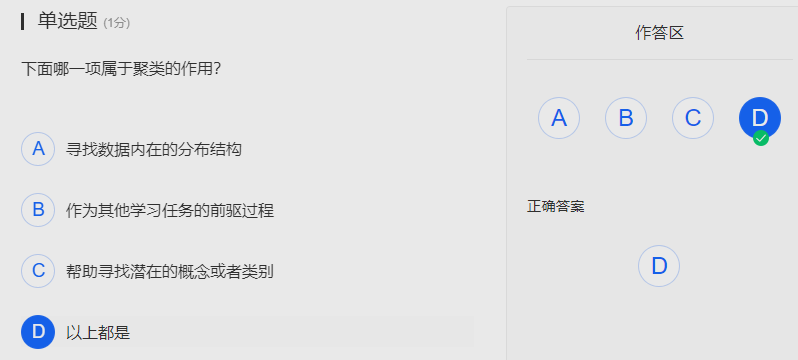 单选题 (1分)
下面哪一项属于聚类的作用?
A 寻找数据内在的分布结构
B 作为其他学习任务的前驱过程
C 帮助寻找潜在的概念或者类别
D 以上都是
作答区
A B C D
正确答案
D